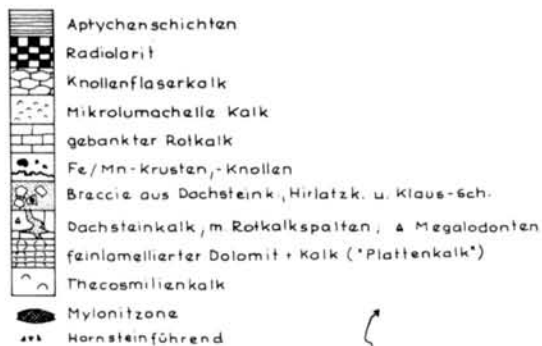 Aptychenschichten
Radiolarit
Knollenflaserkalk
Mikrolumachelle Kalk
gebankter Rotkalk
Fe/Mn-Krusten,-Knollen
Breccie aus Dachsteink., Hirlatzk. u. Klaus-Sch.
Dachsteinkalk, m. Rotkalkspalten, ▲ Megalodonten
feinlamellierter Dolomit + Kalk ("Plattenkalk")
Thecosmilienkalk
Mylonitzone
Hornsteinführend